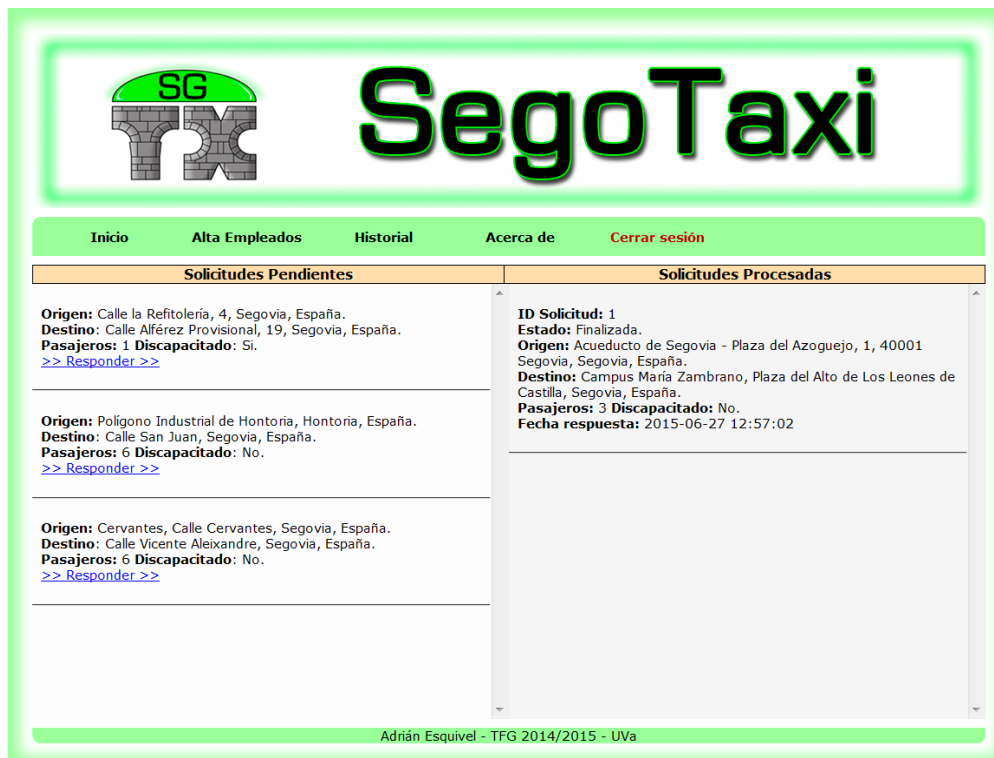 SG
TX
SegoTaxi
Inicio Alta Empleados Historial Acerca de Cerrar sesión
Solicitudes Pendientes
Origen: Calle la Refitolería, 4, Segovia, España.
Destino: Calle Alférez Provisional, 19, Segovia, España.
Pasajeros: 1 Discapacitado: Si.
>> Responder >>
Origen: Polígono Industrial de Hontoria, Hontoria, España.
Destino: Calle San Juan, Segovia, España.
Pasajeros: 6 Discapacitado: No.
>> Responder >>
Origen: Cervantes, Calle Cervantes, Segovia, España.
Destino: Calle Vicente Aleixandre, Segovia, España.
Pasajeros: 6 Discapacitado: No.
>> Responder >>
Solicitudes Procesadas
ID Solicitud: 1
Estado: Finalizada.
Origen: Acueducto de Segovia - Plaza del Azoguejo, 1, 40001
Segovia, Segovia, España.
Destino: Campus María Zambrano, Plaza del Alto de Los Leones de
Castilla, Segovia, España.
Pasajeros: 3 Discapacitado: No.
Fecha respuesta: 2015-06-27 12:57:02
Adrián Esquivel - TFG 2014/2015 - UVa